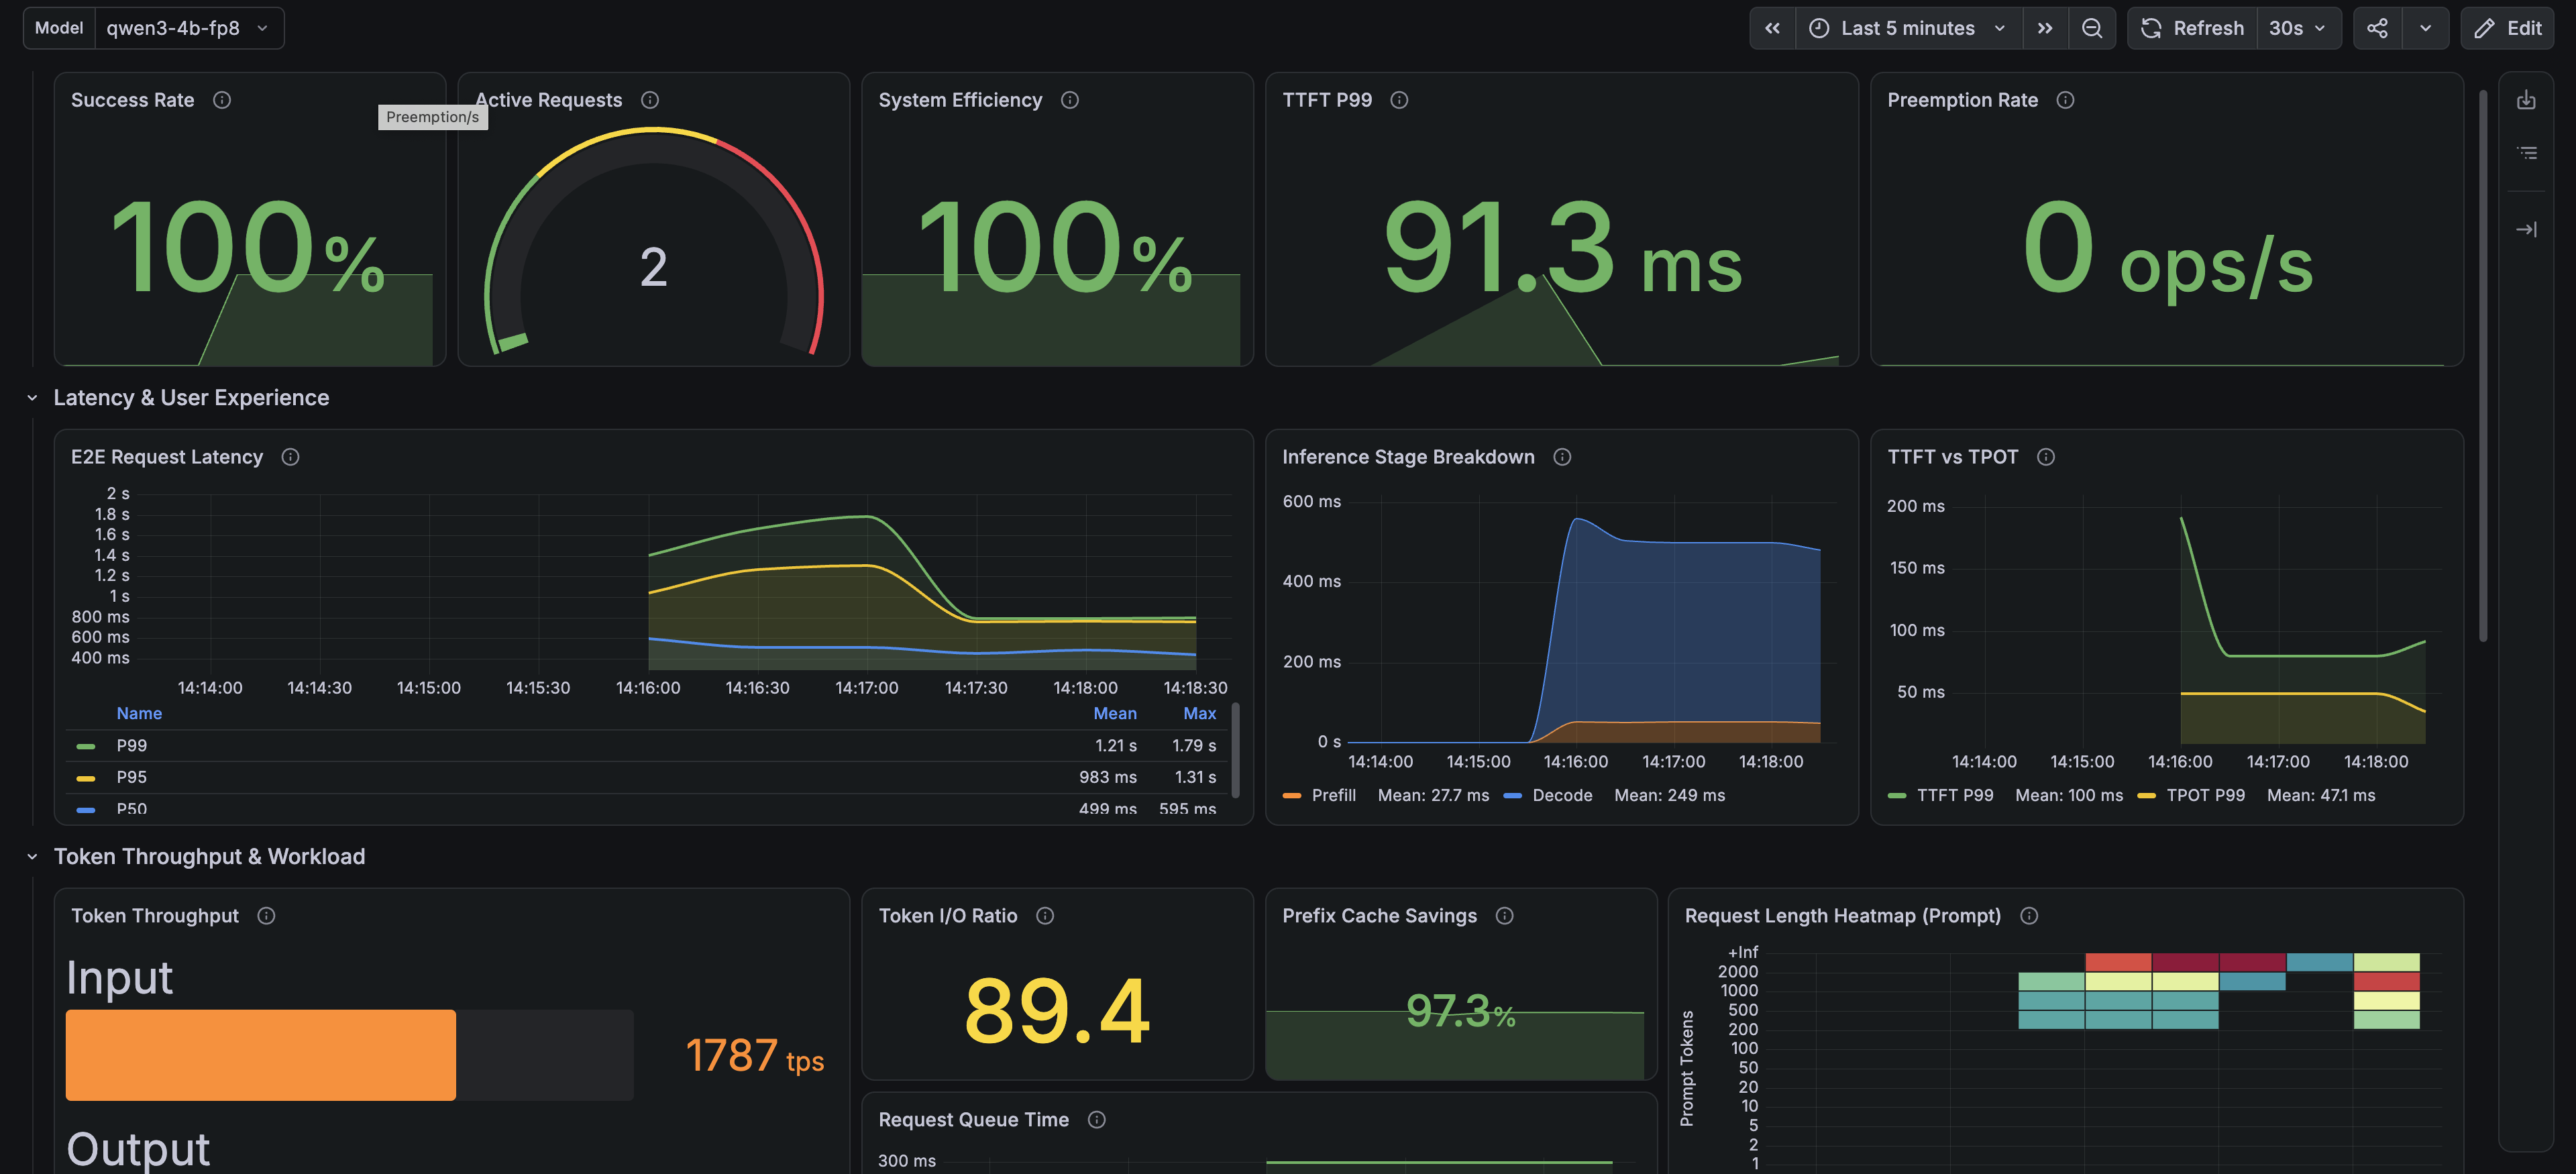 Model qwen3-4b-fp8 Last 5 minutes Refresh 30s Edit
Success Rate Active Requests System Efficiency TTFT P99 Preemption Rate
Preemption/s
100% 2 100% 91.3 ms 0 ops/s
Latency & User Experience
E2E Request Latency
2 s
1.8 s
1.6 s
1.4 s
1.2 s
1 s
800 ms
600 ms
400 ms
14:14:00 14:14:30 14:15:00 14:15:30 14:16:00 14:16:30 14:17:00 14:17:30 14:18:00 14:18:30
Name Mean Max
P99 1.21 s 1.79 s
P95 983 ms 1.31 s
P50 499 ms 595 ms
Inference Stage Breakdown
600 ms
400 ms
200 ms
0 s
14:14:00 14:15:00 14:16:00 14:17:00 14:18:00
Prefill Mean: 27.7 ms Decode Mean: 249 ms
TTFT vs TPOT
200 ms
150 ms
100 ms
50 ms
14:14:00 14:15:00 14:16:00 14:17:00 14:18:00
TTFT P99 Mean: 100 ms TPOT P99 Mean: 47.1 ms
Token Throughput & Workload
Token Throughput
Input
1787 tps
Output
Token I/O Ratio
89.4
Prefix Cache Savings
97.3%
Request Queue Time
300 ms
Request Length Heatmap (Prompt)
Prompt Tokens
+Inf
2000
1000
500
200
100
50
20
10
5
2
1